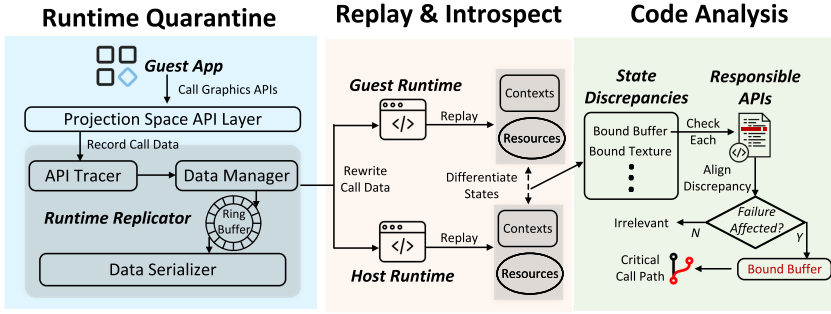 Runtime Quarantine
Guest App
Call Graphics APIs
Projection Space API Layer
Record Call Data
API Tracer
Data Manager
Runtime Replicator
Ring
Buffer
Data Serializer
Replay & Introspect
Guest Runtime
</>
Replay
Contexts
Resources
Rewrite
Call Data
Differentiate
States
</>
Replay
Host Runtime
Contexts
Resources
Code Analysis
State
Discrepancies
Bound Buffer
Bound Texture
Check
Each
Responsible
APIs
</>
Align
Discrepancy
Failure
Affected?
N
Y
Irrelevant
Bound Buffer
Critical
Call Path